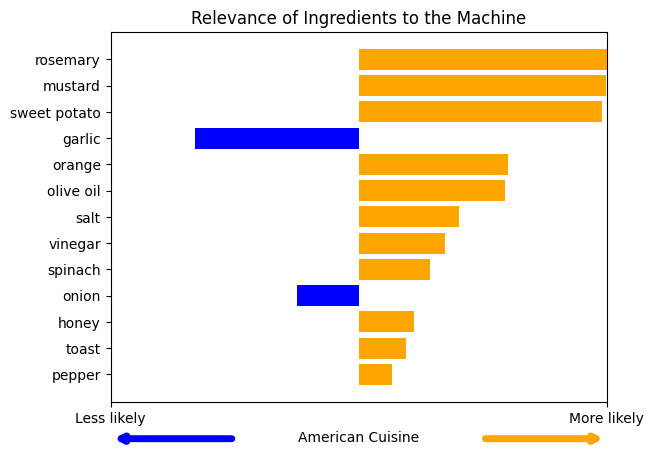 Relevance of Ingredients to the Machine
rosemary
mustard
sweet potato
garlic
orange
olive oil
salt
vinegar
spinach
onion
honey
toast
pepper
Less likely
More likely
American Cuisine